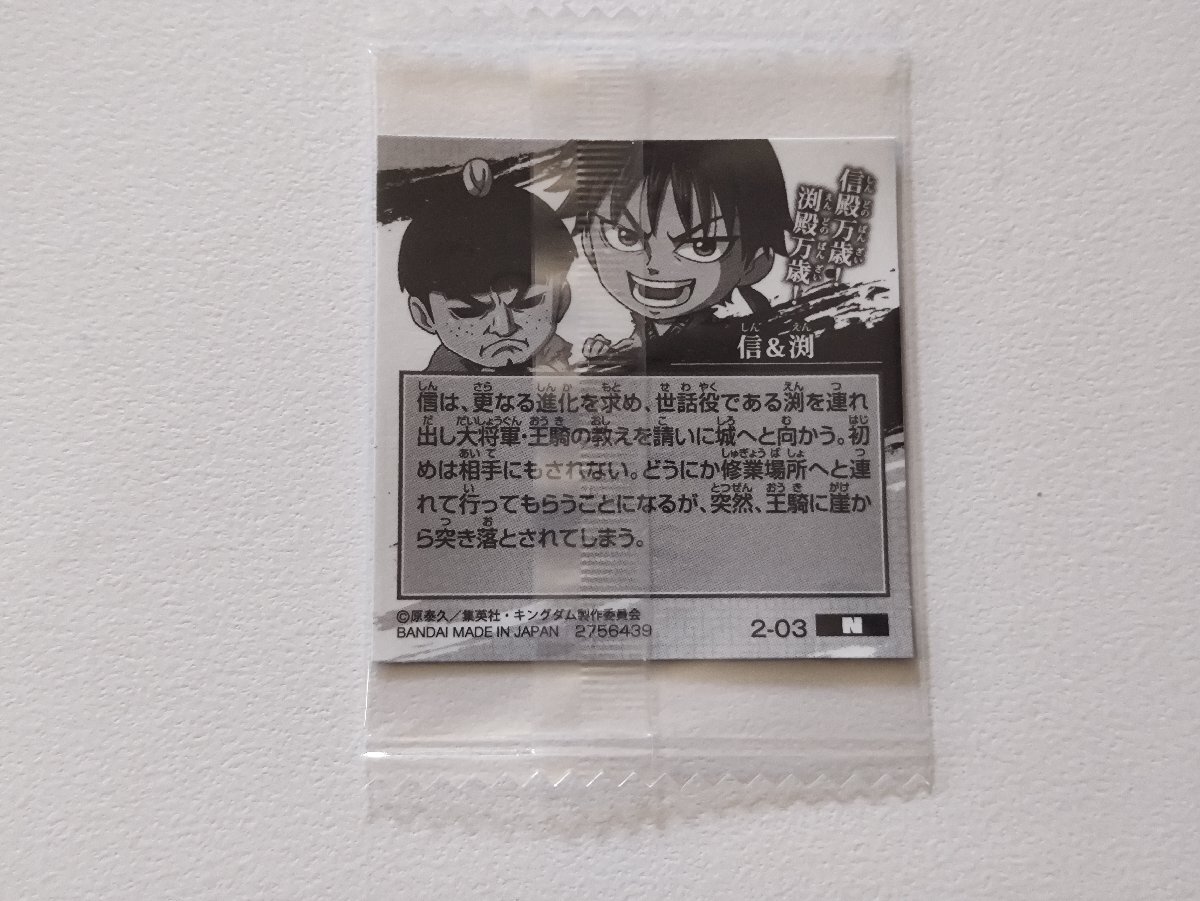 信殿万歳!
渕殿万歳!
信&渕
信は、更なる進化を求め、世話役である渕を連れ
出し大将軍・王騎の教えを請いに城へと向かう。初
めは相手にもされない。どうにか修業場所へと連
れて行ってもらうことになるが、突然、王騎に崖か
ら突き落とされてしまう。
©原泰久/集英社・キングダム製作委員会
BANDAI MADE IN JAPAN 2756439
2-03 N